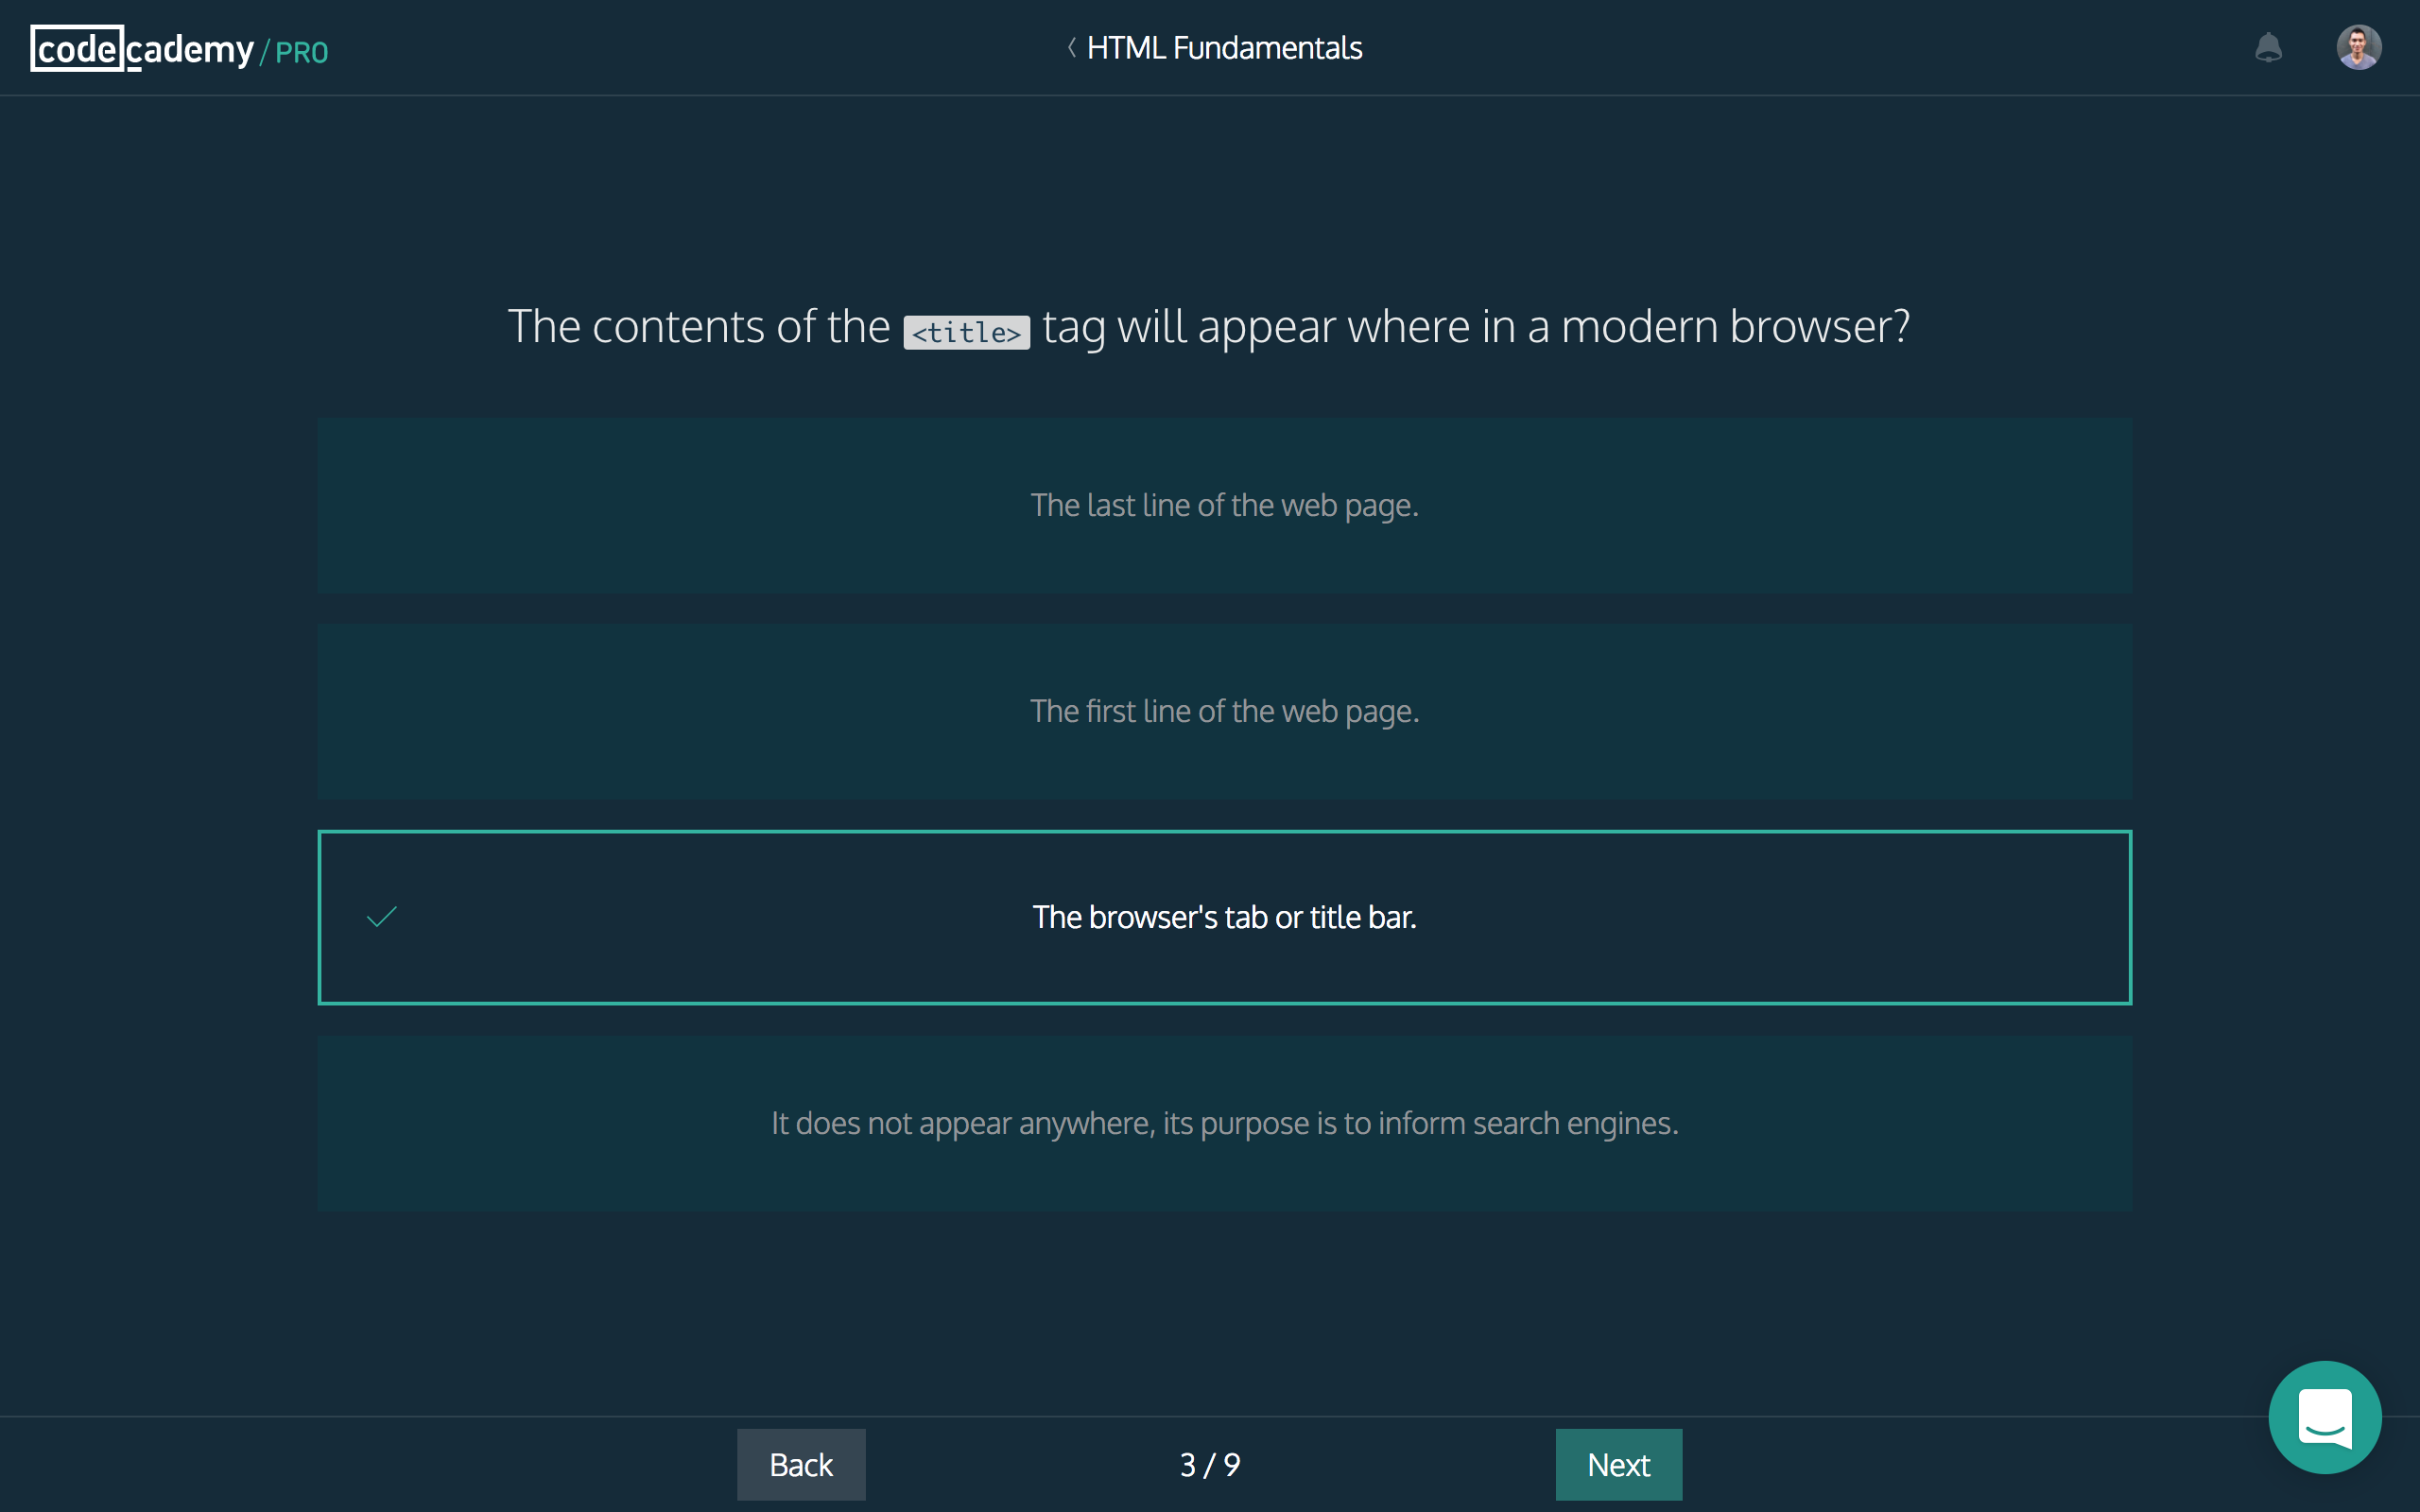 codecademy/PRO
HTML Fundamentals
The contents of the <title> tag will appear where in a modern browser?
The last line of the web page.
The first line of the web page.
The browser's tab or title bar.
It does not appear anywhere, its purpose is to inform search engines.
Back
3 / 9
Next